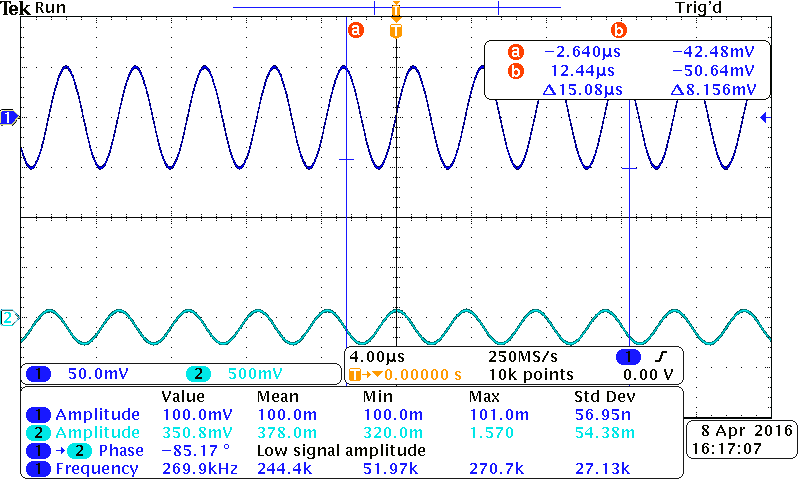 Tek Run Trig'd
T
a T b
a −2.640µs −42.48mV
b 12.44µs −50.64mV
Δ15.08µs Δ8.156mV
1
2
4.00µs 250MS/s 1
1 50.0mV 2 500mV T→▼0.00000 s 10k points 0.00 V
Value Mean Min Max Std Dev
1 Amplitude 100.0mV 100.0m 100.0m 101.0m 56.95n
2 Amplitude 350.8mV 378.0m 320.0m 1.570 54.38m
1 → 2 Phase −85.17 ° Low signal amplitude
1 Frequency 269.9kHz 244.4k 51.97k 270.7k 27.13k
8 Apr 2016
16:17:07